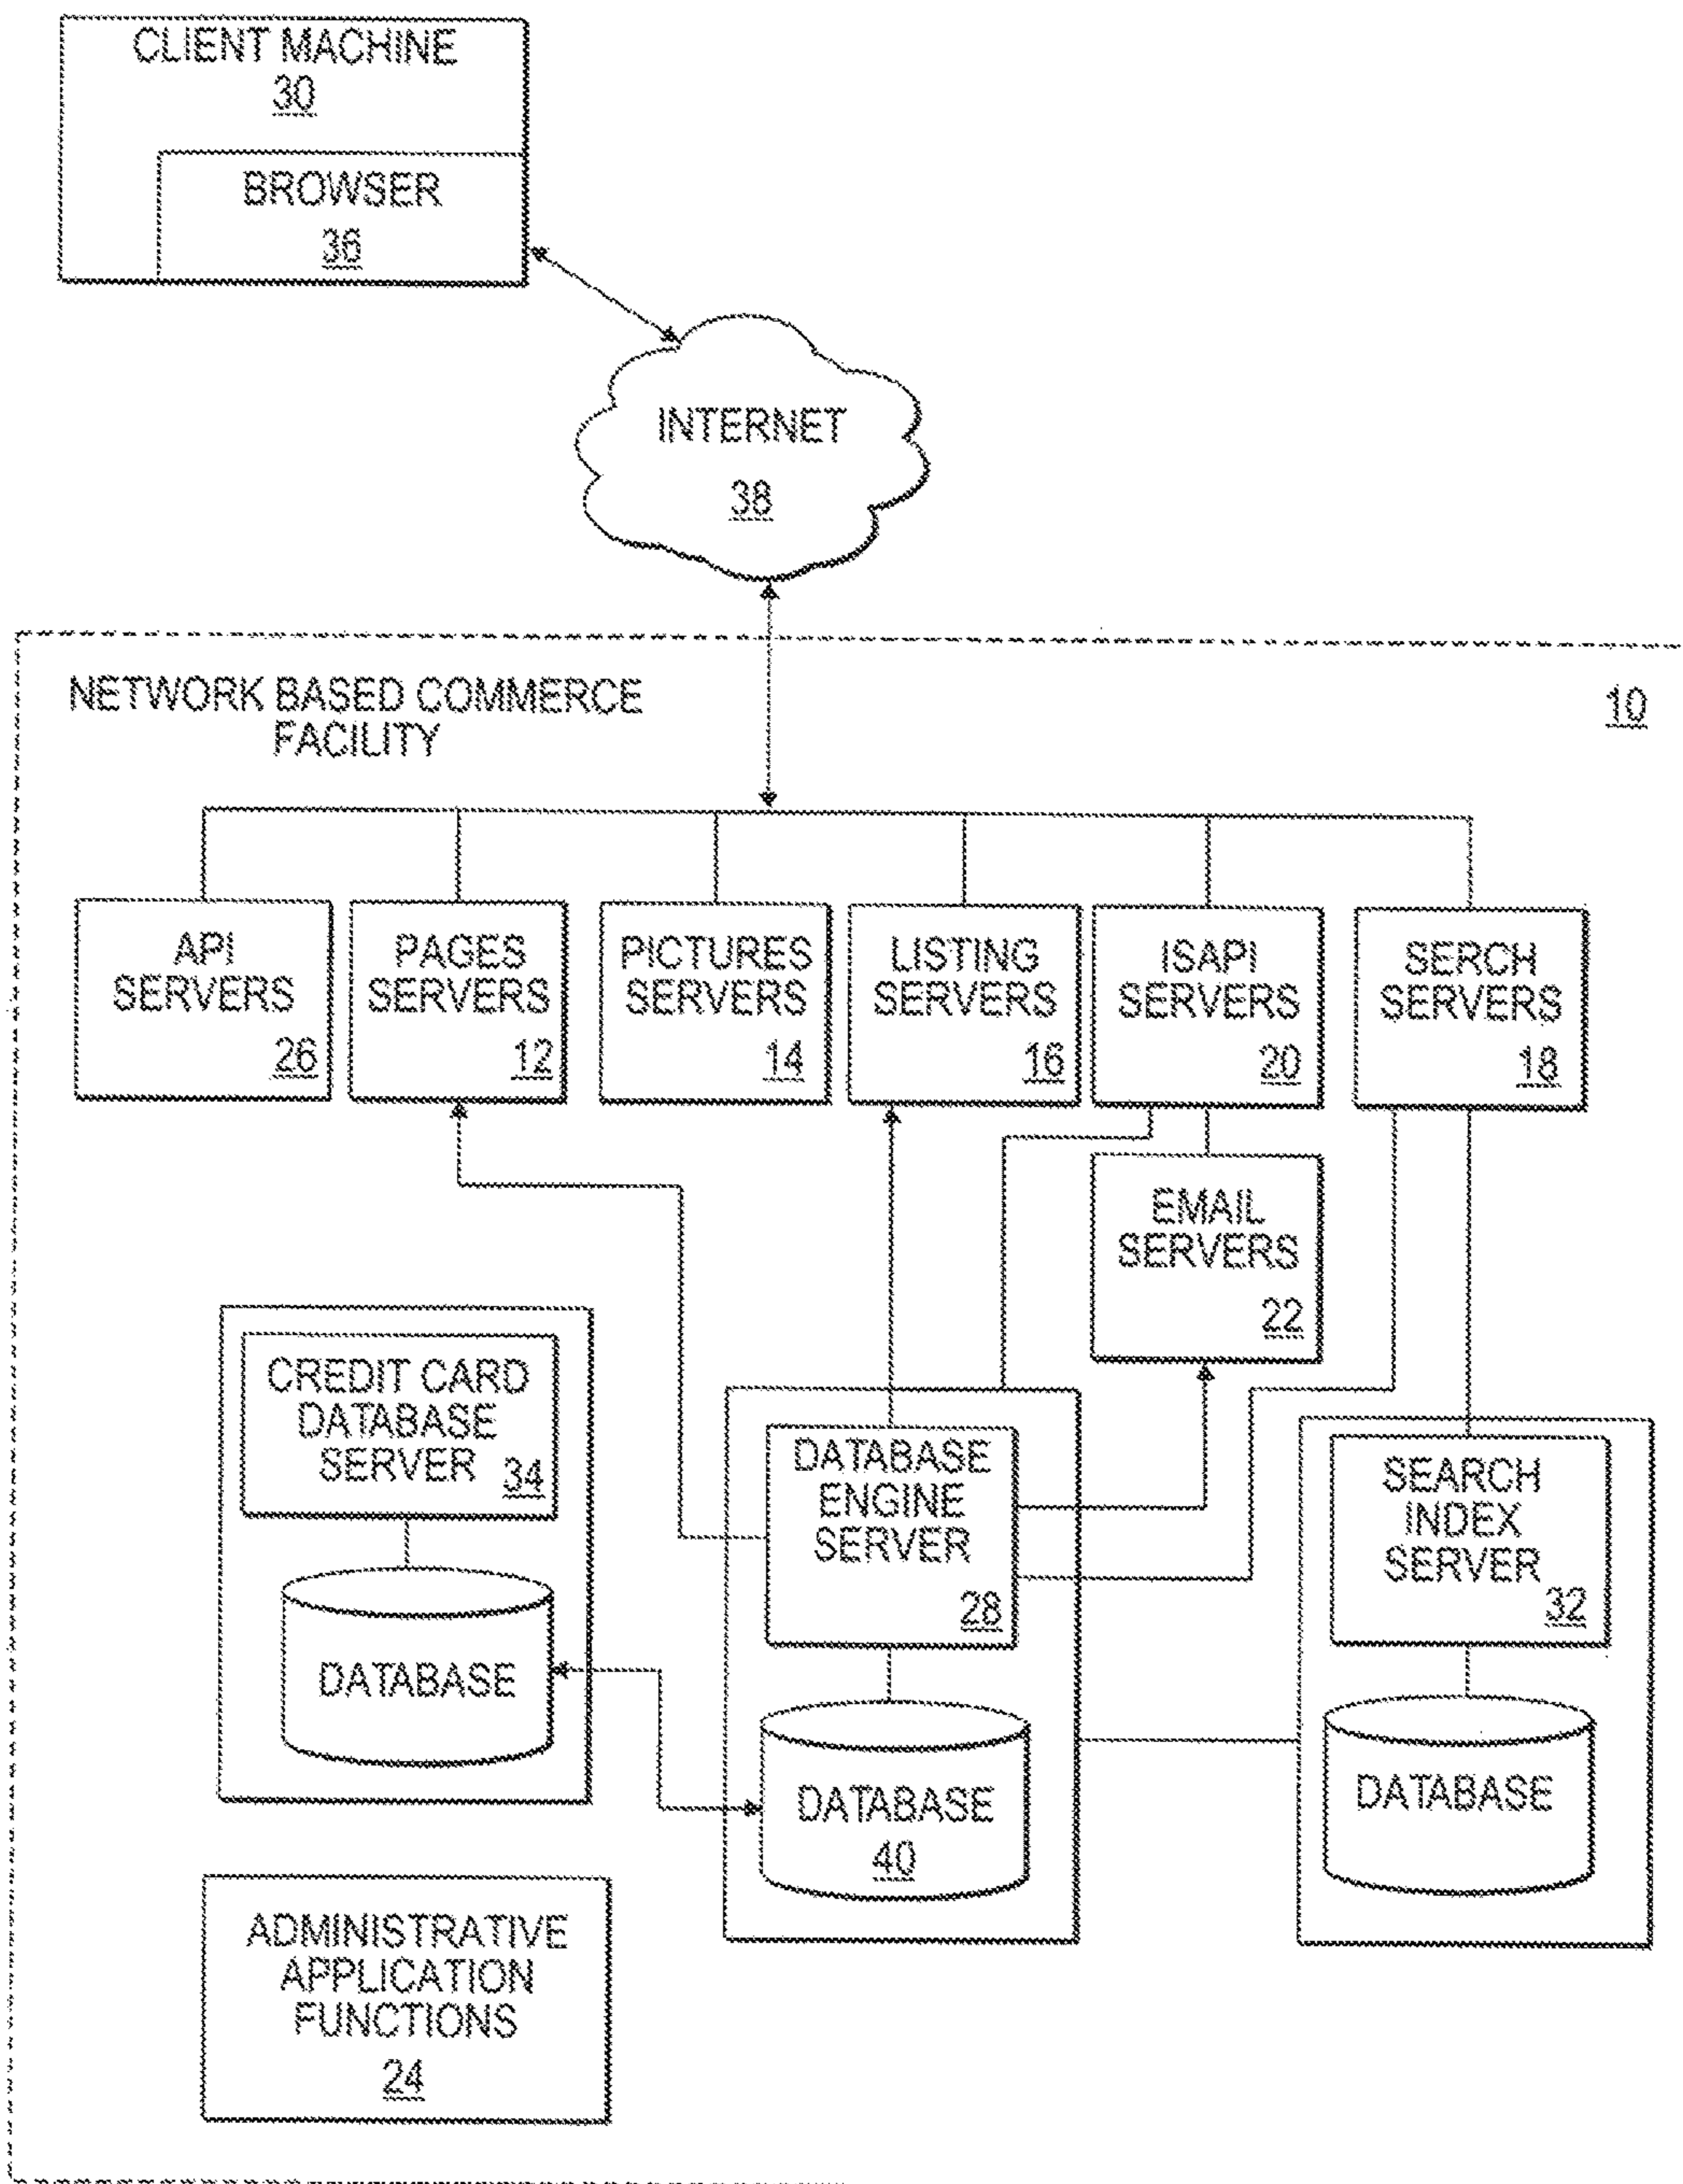 CLIENT MACHINE
30
BROWSER
36
INTERNET
38
NETWORK BASED COMMERCE
FACILITY
10
API
SERVERS
26
PAGES
SERVERS
12
PICTURES
SERVERS
14
LISTING
SERVERS
16
ISAPI
SERVERS
20
SERCH
SERVERS
18
EMAIL
SERVERS
22
CREDIT CARD
DATABASE
SERVER
34
DATABASE
DATABASE
ENGINE
SERVER
28
DATABASE
40
SEARCH
INDEX
SERVER
32
DATABASE
ADMINISTRATIVE
APPLICATION
FUNCTIONS
24